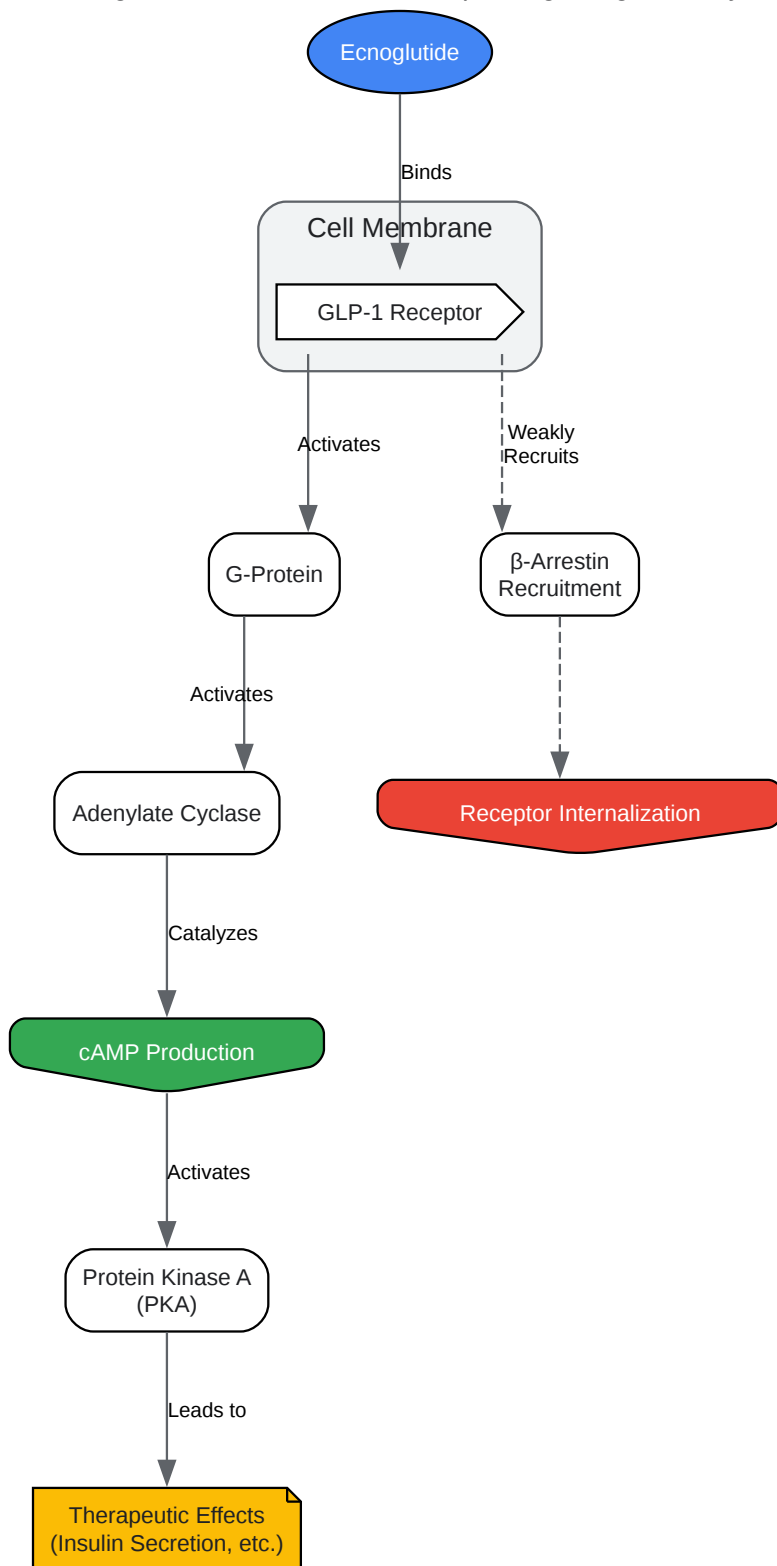 Ecnoglutide
Binds
Cell Membrane
GLP-1 Receptor
Activates
Weakly
Recruits
G-Protein
β-Arrestin
Recruitment
Activates
Adenylate Cyclase
Receptor Internalization
Catalyzes
cAMP Production
Activates
Protein Kinase A
(PKA)
Leads to
Therapeutic Effects
(Insulin Secretion, etc.)